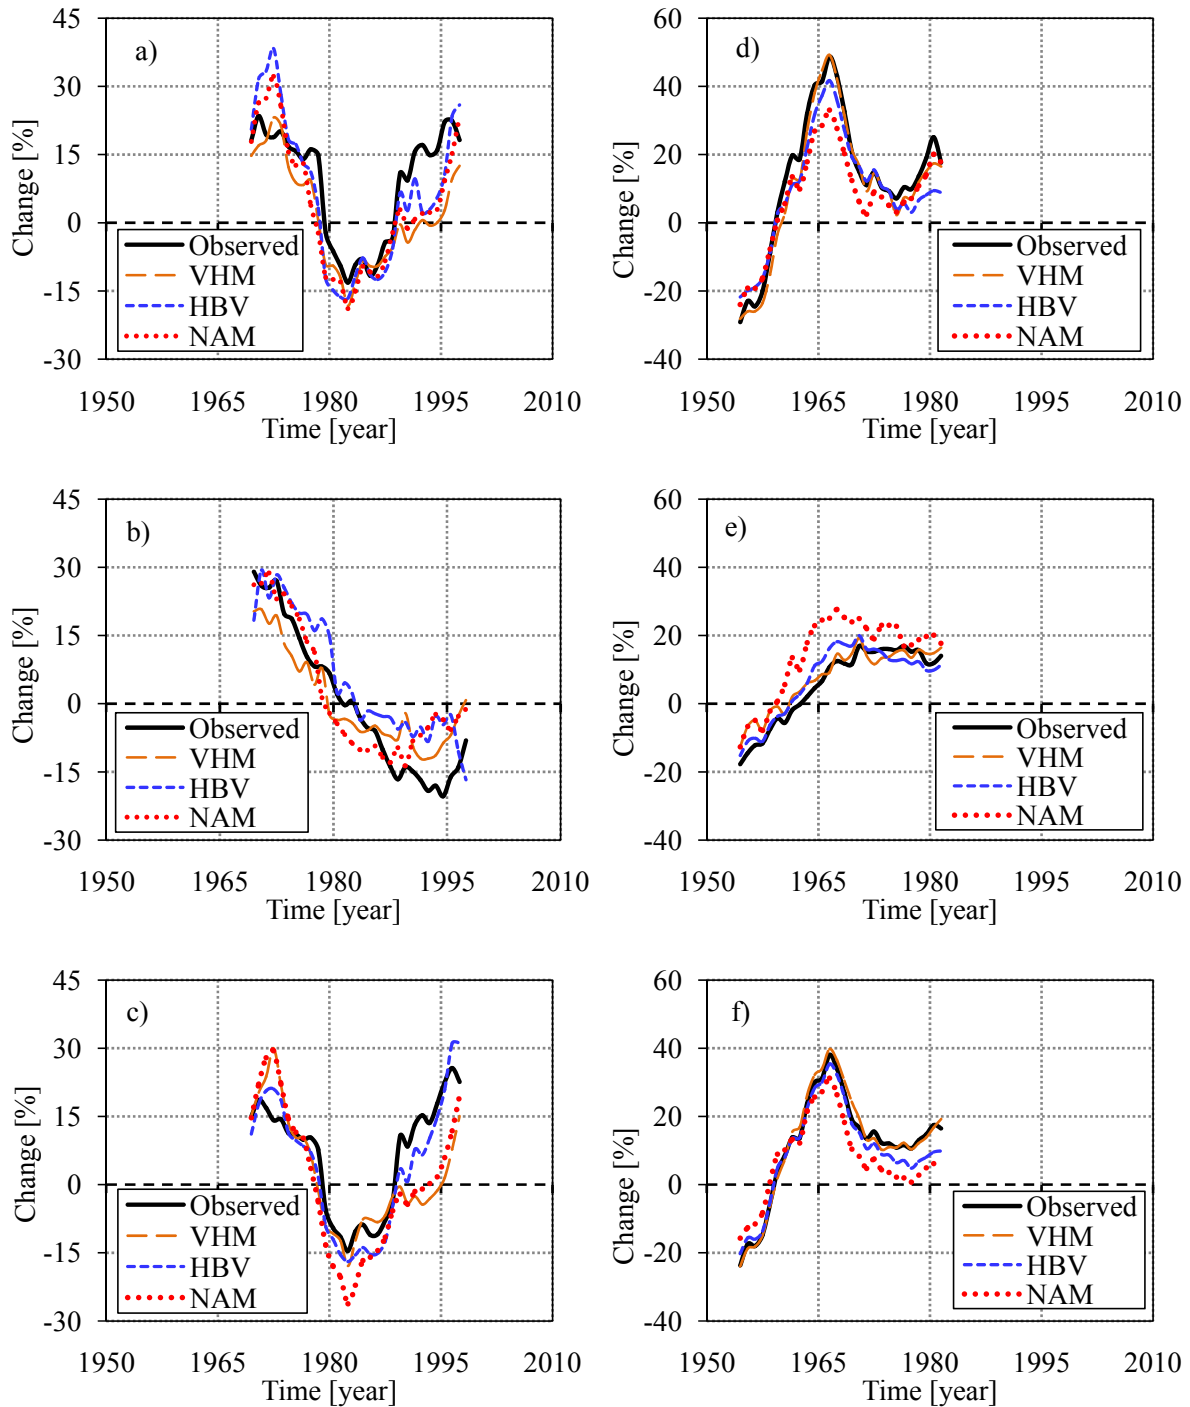 a)
Change [%]
45
30
15
0
-15
-30
Observed
VHM
HBV
NAM
1950 1965 1980 1995 2010
Time [year]
d)
Change [%]
60
40
20
0
-20
-40
Observed
VHM
HBV
NAM
1950 1965 1980 1995 2010
Time [year]
b)
Change [%]
45
30
15
0
-15
-30
Observed
VHM
HBV
NAM
1950 1965 1980 1995 2010
Time [year]
e)
Change [%]
60
40
20
0
-20
-40
Observed
VHM
HBV
NAM
1950 1965 1980 1995 2010
Time [year]
c)
Change [%]
45
30
15
0
-15
-30
Observed
VHM
HBV
NAM
1950 1965 1980 1995 2010
Time [year]
f)
Change [%]
60
40
20
0
-20
-40
Observed
VHM
HBV
NAM
1950 1965 1980 1995 2010
Time [year]